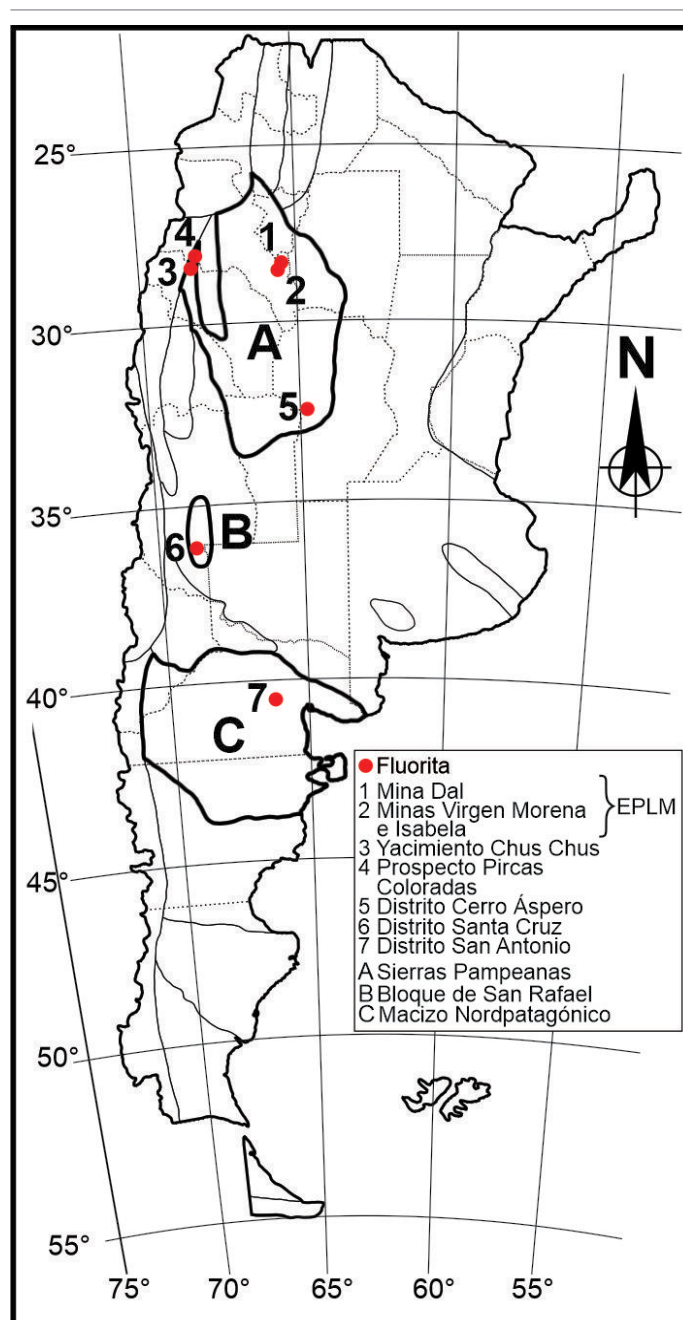 25°
4
1
3
2
30°
A
N
5
35°
B
6
40°
7
C
Fluorita
1 Mina Dal
2 Minas Virgen Morena
e Isabela
EPLM
3 Yacimiento Chus Chus
4 Prospecto Pircas
Coloradas
5 Distrito Cerro Áspero
6 Distrito Santa Cruz
7 Distrito San Antonio
A Sierras Pampeanas
B Bloque de San Rafael
C Macizo Nordpatagónico
45°
50°
55°
75° 70° 65° 60° 55°